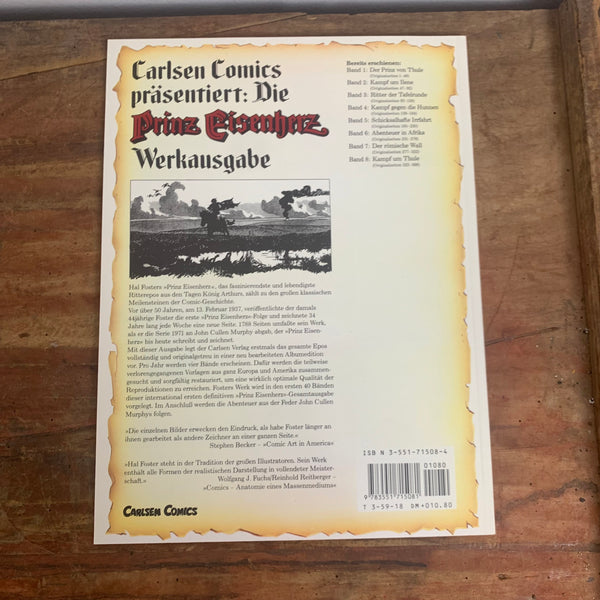 Carlsen Comics
präsentiert: Die
Prinz Eisenherz
Werkausgabe
Hal Fosters »Prinz Eisenherz«, das faszinierendste und lebendigste
Ritterepos aus den Tagen König Arthurs, zählt zu den großen klassischen
Meilensteinen der Comic-Geschichte.
Vor über 50 Jahren, am 13. Februar 1937, veröffentlichte der damals
44jährige Foster die erste »Prinz Eisenherz«-Folge und zeichnete 34
Jahre lang jede Woche eine neue Seite. 1788 Seiten umfaßte sein Werk,
als er die Serie 1971 an John Cullen Murphy abgab, der »Prinz Eisen-
herz« bis heute schreibt und zeichnet.
Mit dieser Ausgabe legt der Carlsen Verlag erstmals das gesamte Epos
vollständig und originalgetreu in einer neu bearbeiteten Albumedition
vor. Pro Jahr werden vier Bände erscheinen. Dafür werden die teilweise
verlorengegangenen Vorlagen aus ganz Europa und Amerika zusammen-
gesucht und sorgfältig restauriert, um eine wirklich optimale Qualität der
Reproduktionen zu erreichen. Fosters Werk wird in den ersten 40 Bänden
dieser international ersten definitiven »Prinz Eisenherz«-Gesamtausgabe
vorgelegt. Im Anschluß werden die Abenteuer aus der Feder John Cullen
Murphys folgen.
»Die einzelnen Bilder erwecken den Eindruck, als habe Foster länger an
ihnen gearbeitet als andere Zeichner an einer ganzen Seite.«
Stephen Becker – »Comic Art in America«
»Hal Foster steht in der Tradition der großen Illustratoren. Sein Werk
enthält alle Formen der realistischen Darstellung in vollendeter Meister-
schaft.«
Wolfgang J. Fuchs/Reinhold Reitberger –
»Comics – Anatomie eines Massenmediums«
CARLSEN COMICS
Bereits erschienen:
Band 1: Der Prinz von Thule
Band 2: Kampf um Ilene
Band 3: Ritter der Tafelrunde
Band 4: Kampf gegen die Hunnen
Band 5: Schicksalhafte Irrfahrt
Band 6: Abenteuer in Afrika
Band 7: Der römische Wall
Band 8: Kampf um Thule
ISBN 3-551-71508-4
01080
9 783551 715081
T 3-59-18 DM+010.80